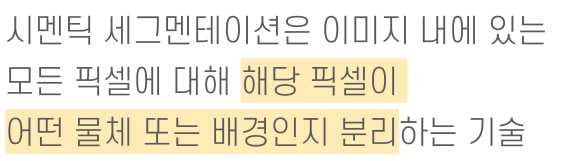 시멘틱 세그멘테이션은 이미지 내에 있는
모든 픽셀에 대해 해당 픽셀이
어떤 물체 또는 배경인지 분리하는 기술